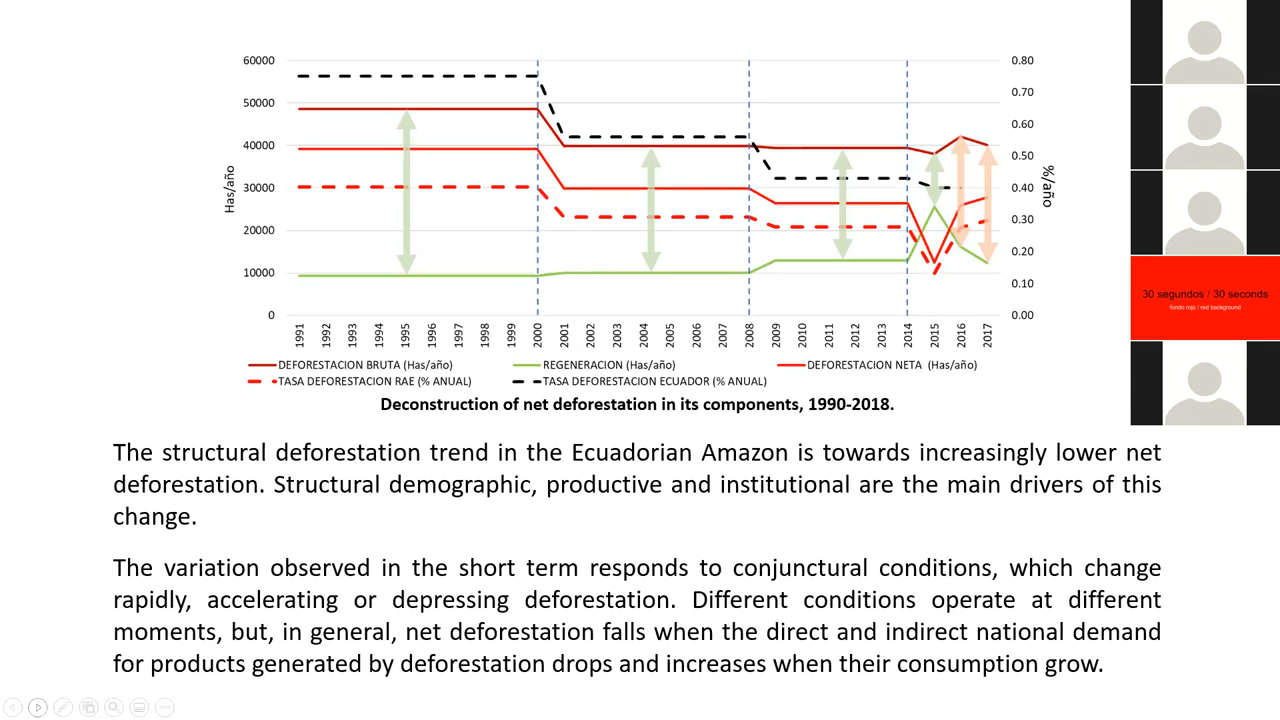 60000
50000
40000
30000
20000
10000
0
Has/año
0.80
0.70
0.60
0.50
0.40
0.30
0.20
0.10
0.00
%/año
1991 1992 1993 1994 1995 1996 1997 1998 1999 2000 2001 2002 2003 2004 2005 2006 2007 2008 2009 2010 2011 2012 2013 2014 2015 2016 2017
DEFORESTACION BRUTA (Has/año) REGENERACION (Has/año) DEFORESTACION NETA (Has/año)
TASA DEFORESTACION RAE (% ANUAL) TASA DEFORESTACION ECUADOR (% ANUAL)
Deconstruction of net deforestation in its components, 1990-2018.
The structural deforestation trend in the Ecuadorian Amazon is towards increasingly lower net
deforestation. Structural demographic, productive and institutional are the main drivers of this
change.
The variation observed in the short term responds to conjunctural conditions, which change
rapidly, accelerating or depressing deforestation. Different conditions operate at different
moments, but, in general, net deforestation falls when the direct and indirect national demand
for products generated by deforestation drops and increases when their consumption grow.
30 segundos / 30 seconds
fondo rojo / red background